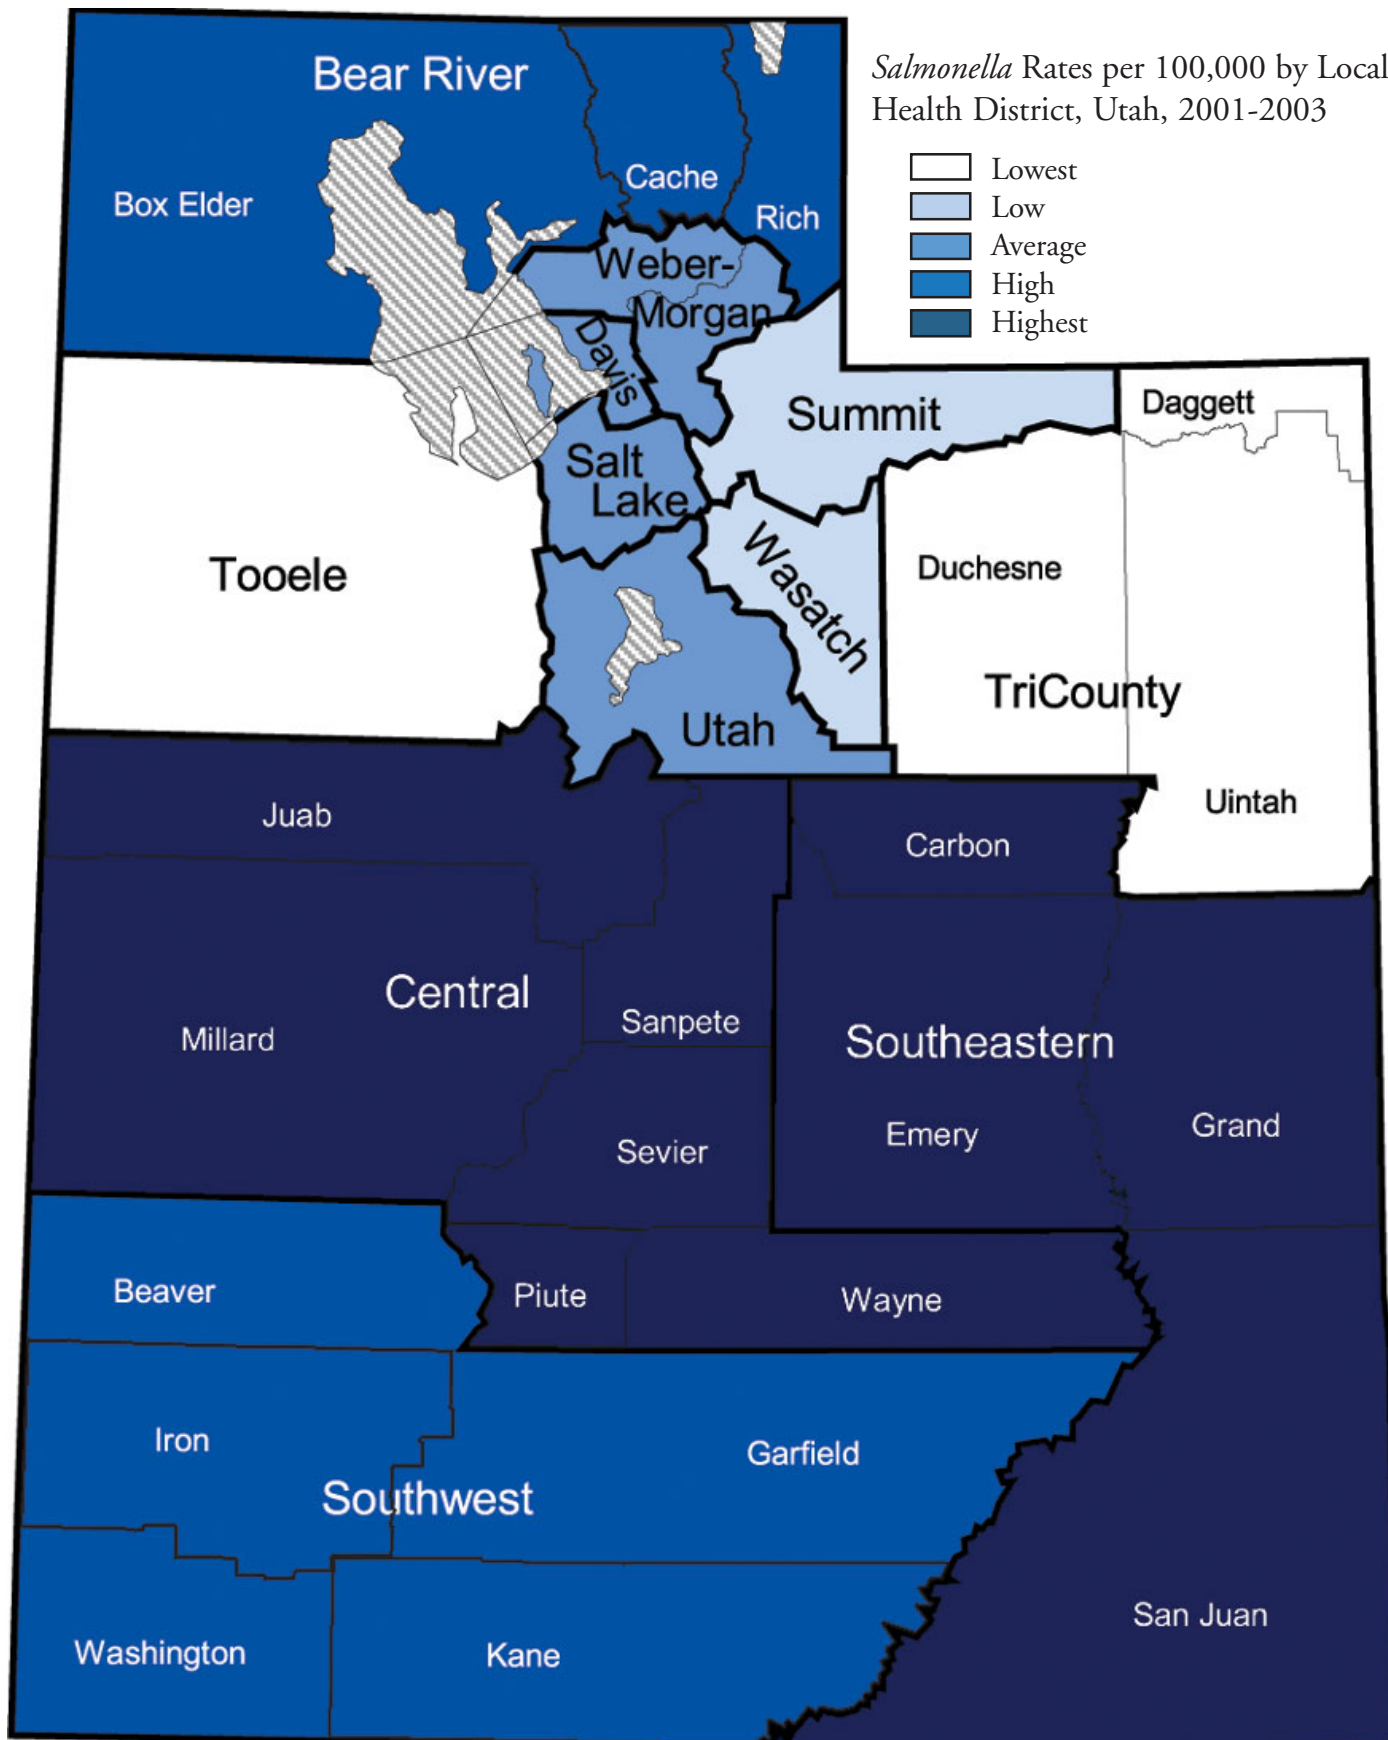 Salmonella Rates per 100,000 by Local
Health District, Utah, 2001-2003
Lowest
Low
Average
High
Highest
Bear River
Box Elder
Cache
Rich
Weber-
Morgan
Davis
Summit
Daggett
Salt
Lake
Wasatch
Tooele
Duchesne
TriCounty
Utah
Uintah
Juab
Carbon
Central
Sanpete
Millard
Southeastern
Emery
Grand
Sevier
Beaver
Piute
Wayne
Iron
Garfield
Southwest
San Juan
Washington
Kane